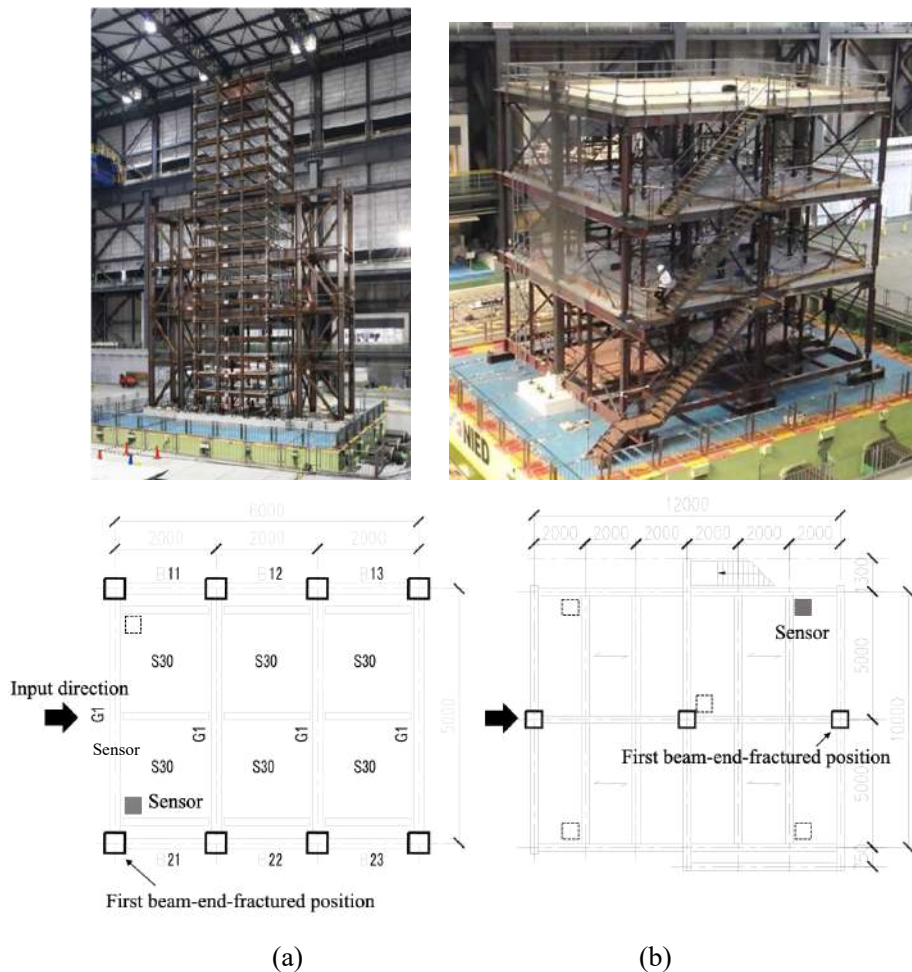 NIED
6000
2000 2000 2000
B11 B12 B13
S30 S30 S30
Input direction
G1 G1 G1 G1
5000
Sensor
S30 S30 S30
Sensor
B21 B22 B23
First beam-end-fractured position
(a)
12000
2000 2000 2000 2000 2000
Sensor
5000
10000
First beam-end-fractured position
5000
(b)